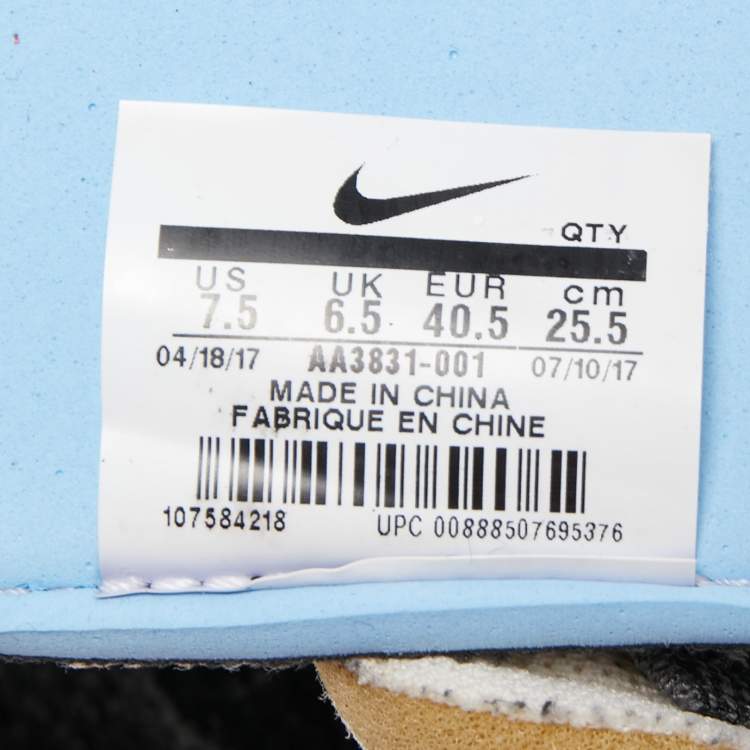 QTY
US UK EUR cm
7.5 6.5 40.5 25.5
04/18/17 AA3831-001 07/10/17
MADE IN CHINA
FABRIQUE EN CHINE
107584218 UPC 00888507695376